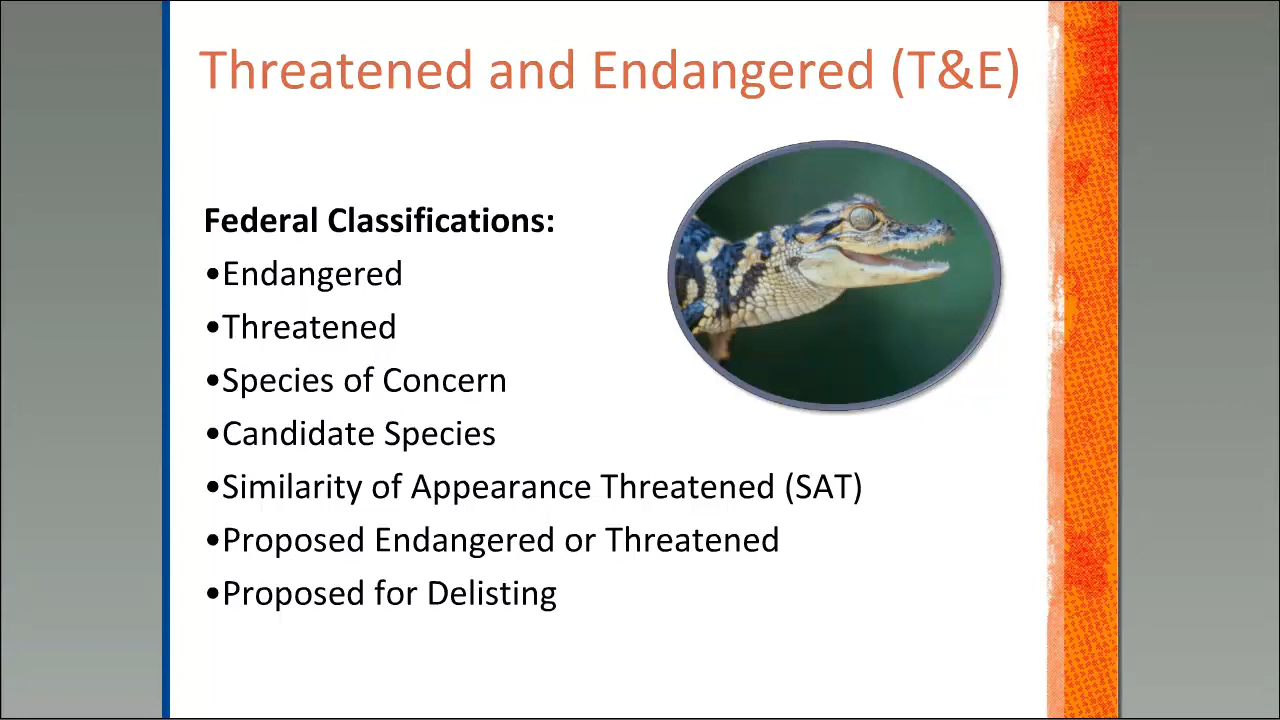 Threatened and Endangered (T&E)
Federal Classifications:
•Endangered
•Threatened
•Species of Concern
•Candidate Species
•Similarity of Appearance Threatened (SAT)
•Proposed Endangered or Threatened
•Proposed for Delisting